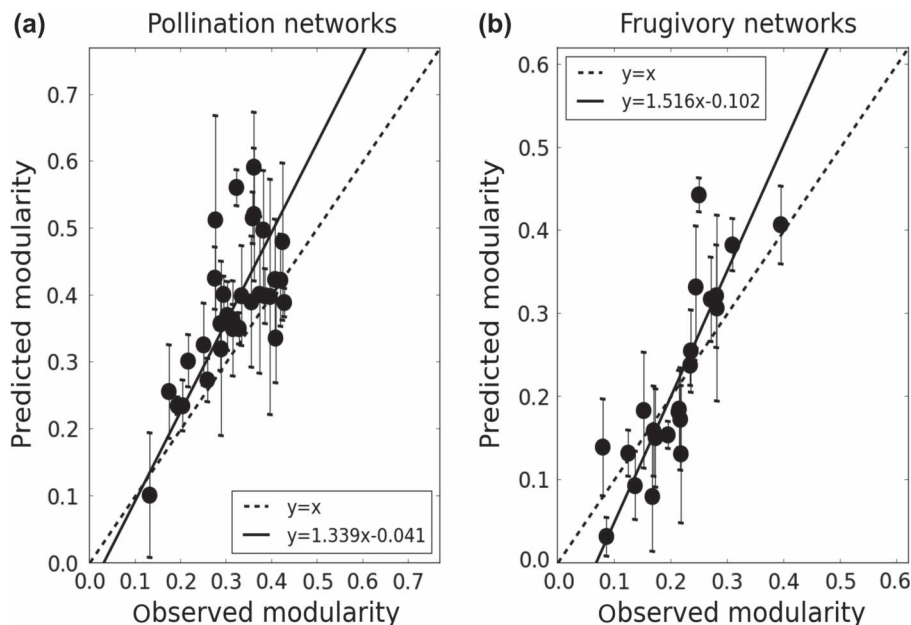 (a) Pollination networks
Predicted modularity
0.7
0.6
0.5
0.4
0.3
0.2
0.1
0.0
0.0 0.1 0.2 0.3 0.4 0.5 0.6 0.7
Observed modularity
y=x
y=1.339x-0.041
(b) Frugivory networks
Predicted modularity
0.6
0.5
0.4
0.3
0.2
0.1
0.0
0.0 0.1 0.2 0.3 0.4 0.5 0.6
Observed modularity
y=x
y=1.516x-0.102